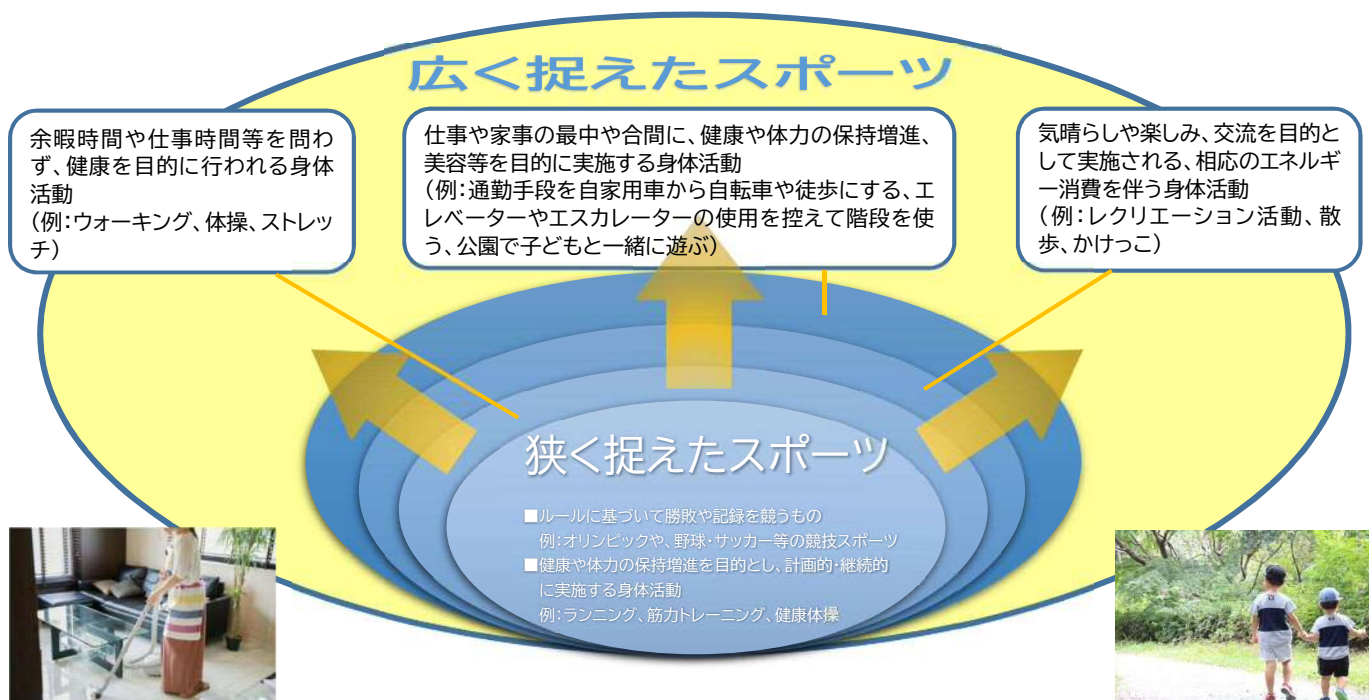 広く捉えたスポーツ
余暇時間や仕事時間等を問わ
ず、健康を目的に行われる身体
活動
(例:ウォーキング、体操、ストレッ
チ)
仕事や家事の最中や合間に、健康や体力の保持増進、
美容等を目的に実施する身体活動
(例:通勤手段を自家用車から自転車や徒歩にする、エ
レベーターやエスカレーターの使用を控えて階段を使
う、公園で子どもと一緒に遊ぶ)
気晴らしや楽しみ、交流を目的と
して実施される、相応のエネルギ
ー消費を伴う身体活動
(例:レクリエーション活動、散
歩、かけっこ)
狭く捉えたスポーツ
■ルールに基づいて勝敗や記録を競うもの
例:オリンピックや、野球・サッカー等の競技スポーツ
■健康や体力の保持増進を目的とし、計画的・継続的
に実施する身体活動
例:ランニング、筋力トレーニング、健康体操